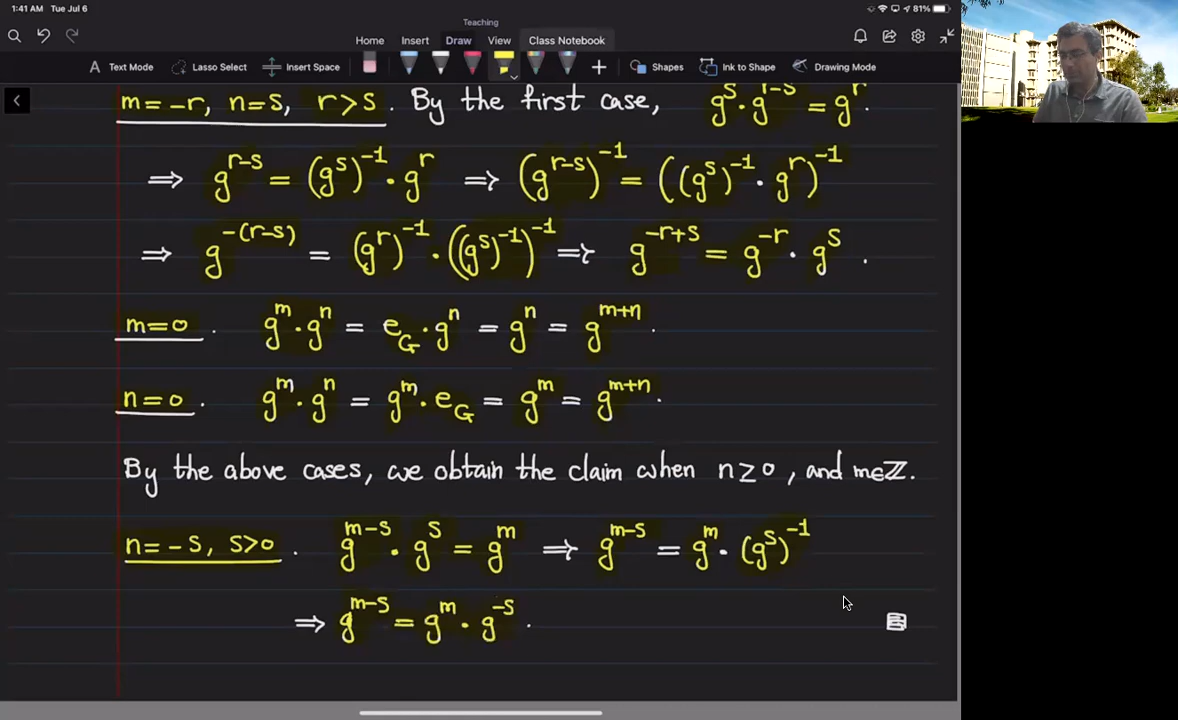 1:41 AM Tue Jul 6
81%
Teaching
Home Insert Draw View Class Notebook
Text Mode Lasso Select Insert Space Shapes Ink to Shape Drawing Mode
m=-r, n=s, r>s. By the first case, g^s · g^{r-s} = g^r.
⇒ g^{r-s} = (g^s)^{-1} · g^r ⇒ (g^{r-s})^{-1} = ((g^s)^{-1} · g^r)^{-1}
⇒ g^{-(r-s)} = (g^r)^{-1} · ((g^s)^{-1})^{-1} ⇒ g^{-r+s} = g^{-r} · g^s.
m=0. g^m · g^n = e_G · g^n = g^n = g^{m+n}.
n=0. g^m · g^n = g^m · e_G = g^m = g^{m+n}.
By the above cases, we obtain the claim when n≥0, and m∈ℤ.
n=-s, s>0. g^{m-s} · g^s = g^m ⇒ g^{m-s} = g^m · (g^s)^{-1}
⇒ g^{m-s} = g^m · g^{-s}.